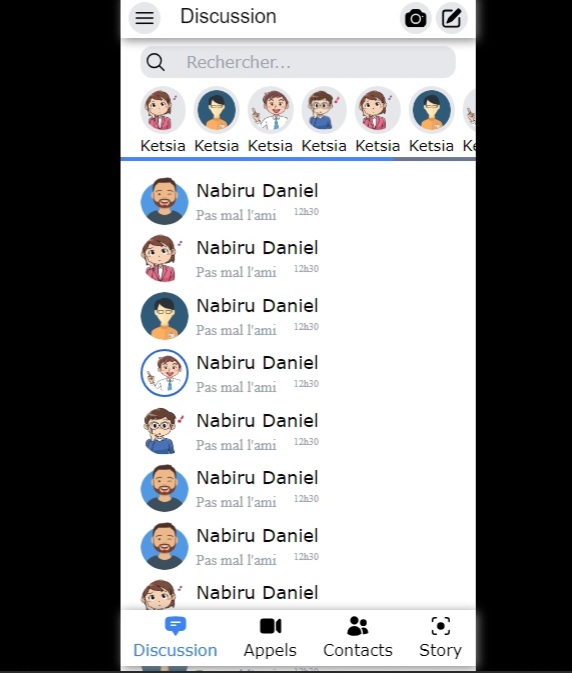 Discussion
Rechercher...
Ketsia Ketsia Ketsia Ketsia Ketsia Ketsia Ke
Nabiru Daniel
Pas mal l'ami 12h30
Nabiru Daniel
Pas mal l'ami 12h30
Nabiru Daniel
Pas mal l'ami 12h30
Nabiru Daniel
Pas mal l'ami 12h30
Nabiru Daniel
Pas mal l'ami 12h30
Nabiru Daniel
Pas mal l'ami 12h30
Nabiru Daniel
Pas mal l'ami 12h30
Nabiru Daniel
Discussion Appels Contacts Story